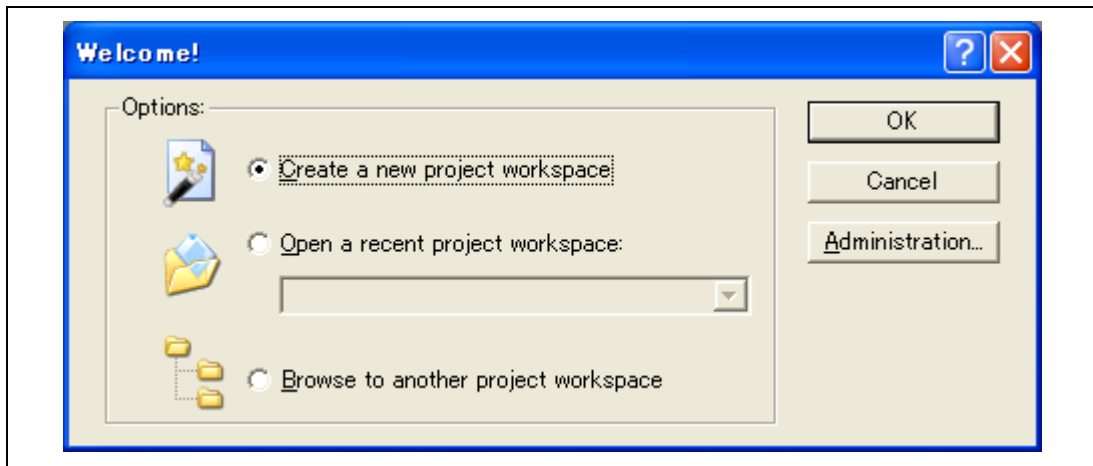 Welcome!
Options:
Create a new project workspace
Open a recent project workspace:
Browse to another project workspace
OK
Cancel
Administration...